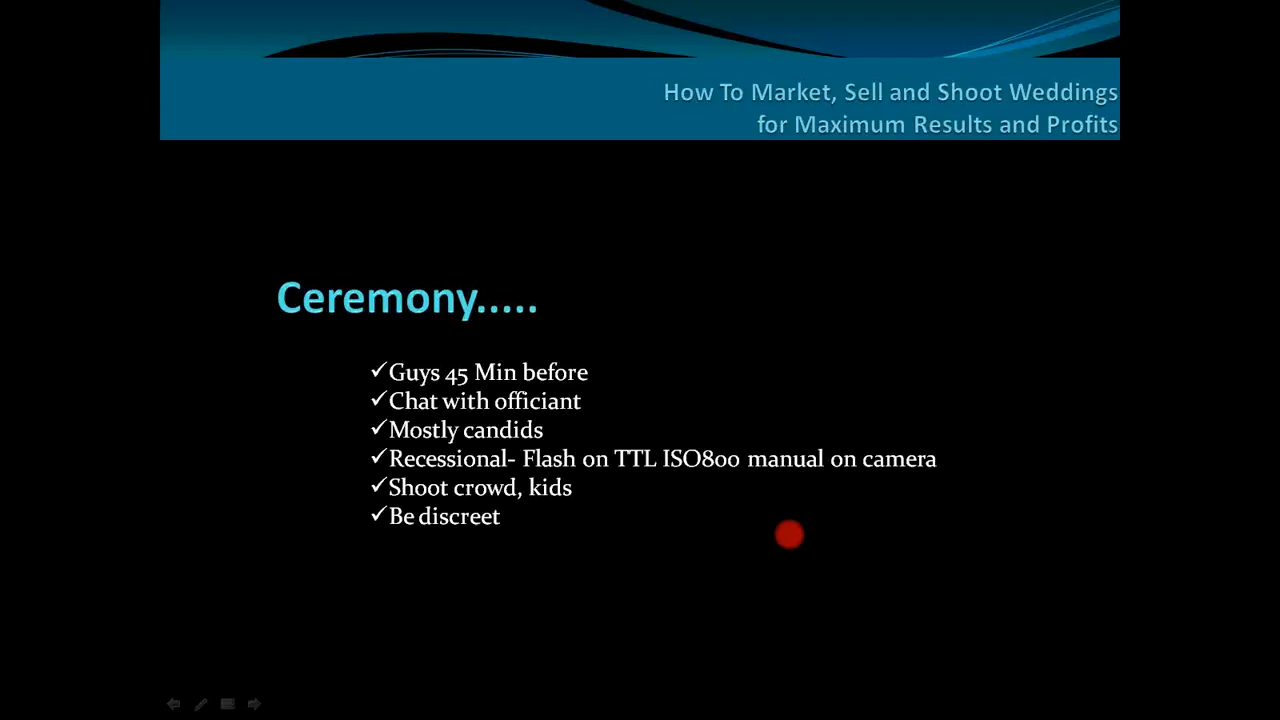 How To Market, Sell and Shoot Weddings
for Maximum Results and Profits
Ceremony.....
✓Guys 45 Min before
✓Chat with officiant
✓Mostly candids
✓Recessional- Flash on TTL ISO800 manual on camera
✓Shoot crowd, kids
✓Be discreet